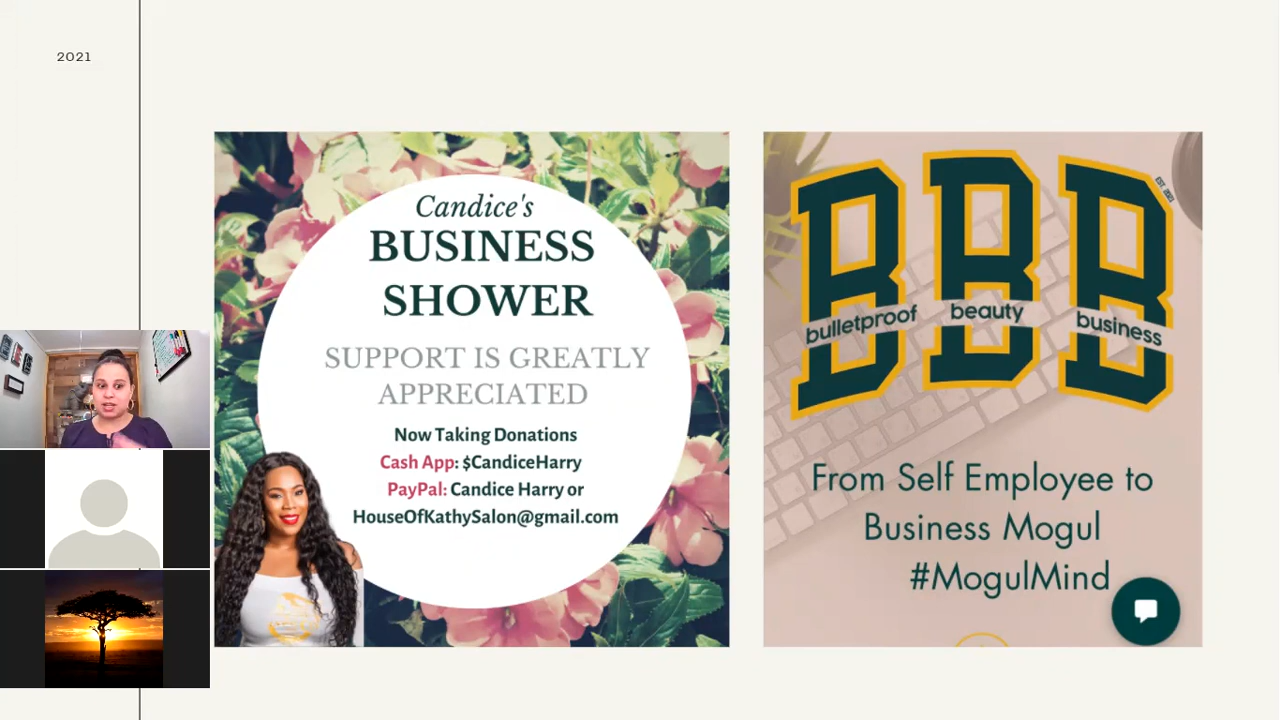 2021
Candice's
BUSINESS
SHOWER
SUPPORT IS GREATLY
APPRECIATED
Now Taking Donations
Cash App: $CandiceHarry
PayPal: Candice Harry or
HouseOfKathySalon@gmail.com
BBB
EST. 2021
bulletproof beauty business
From Self Employee to
Business Mogul
#MogulMind